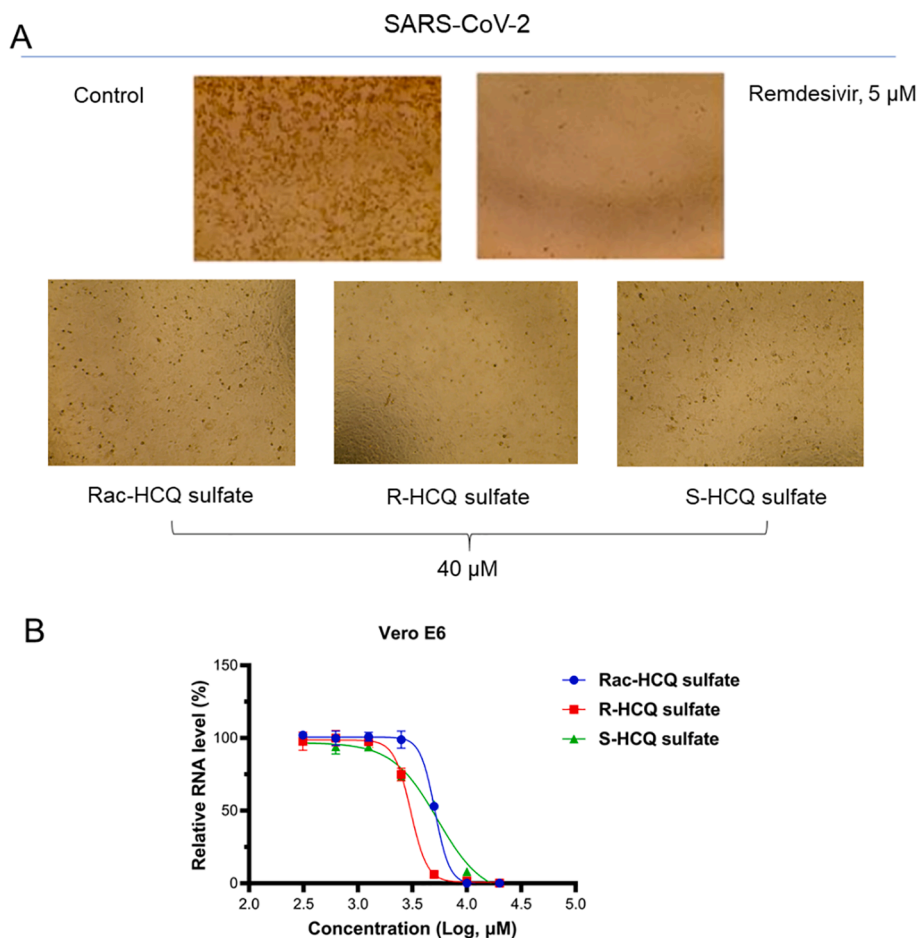 SARS-CoV-2
A
Control
Remdesivir, 5 µM
Rac-HCQ sulfate
R-HCQ sulfate
S-HCQ sulfate
40 µM
B
Vero E6
Relative RNA level (%)
150
100
50
0
2.0 2.5 3.0 3.5 4.0 4.5 5.0
Concentration (Log, µM)
Rac-HCQ sulfate
R-HCQ sulfate
S-HCQ sulfate